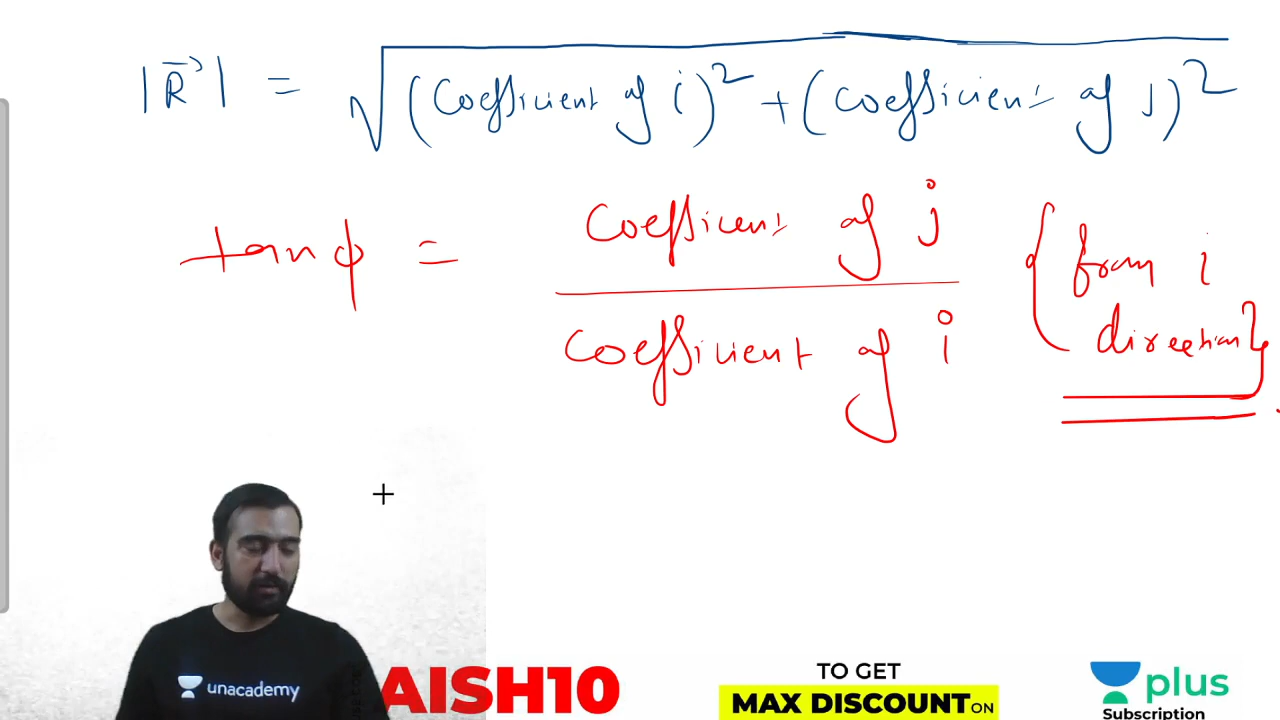 |R⃗| = √(Coefficient of i)² + (Coefficient of j)²
tan ϕ = Coefficient of j / Coefficient of i {from i direction}
unacademy
AISH10
TO GET
MAX DISCOUNT ON
plus
Subscription